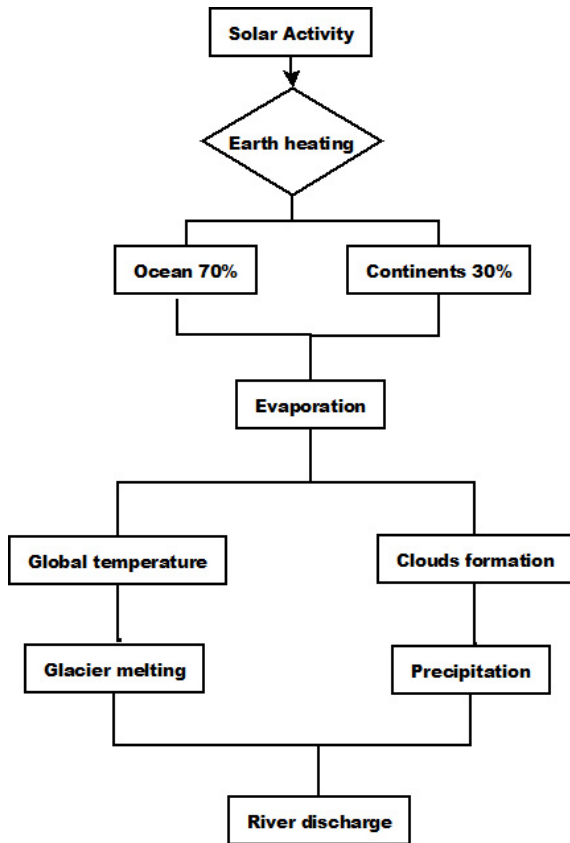 Solar Activity
Earth heating
Ocean 70%
Continents 30%
Evaporation
Global temperature
Clouds formation
Glacier melting
Precipitation
River discharge